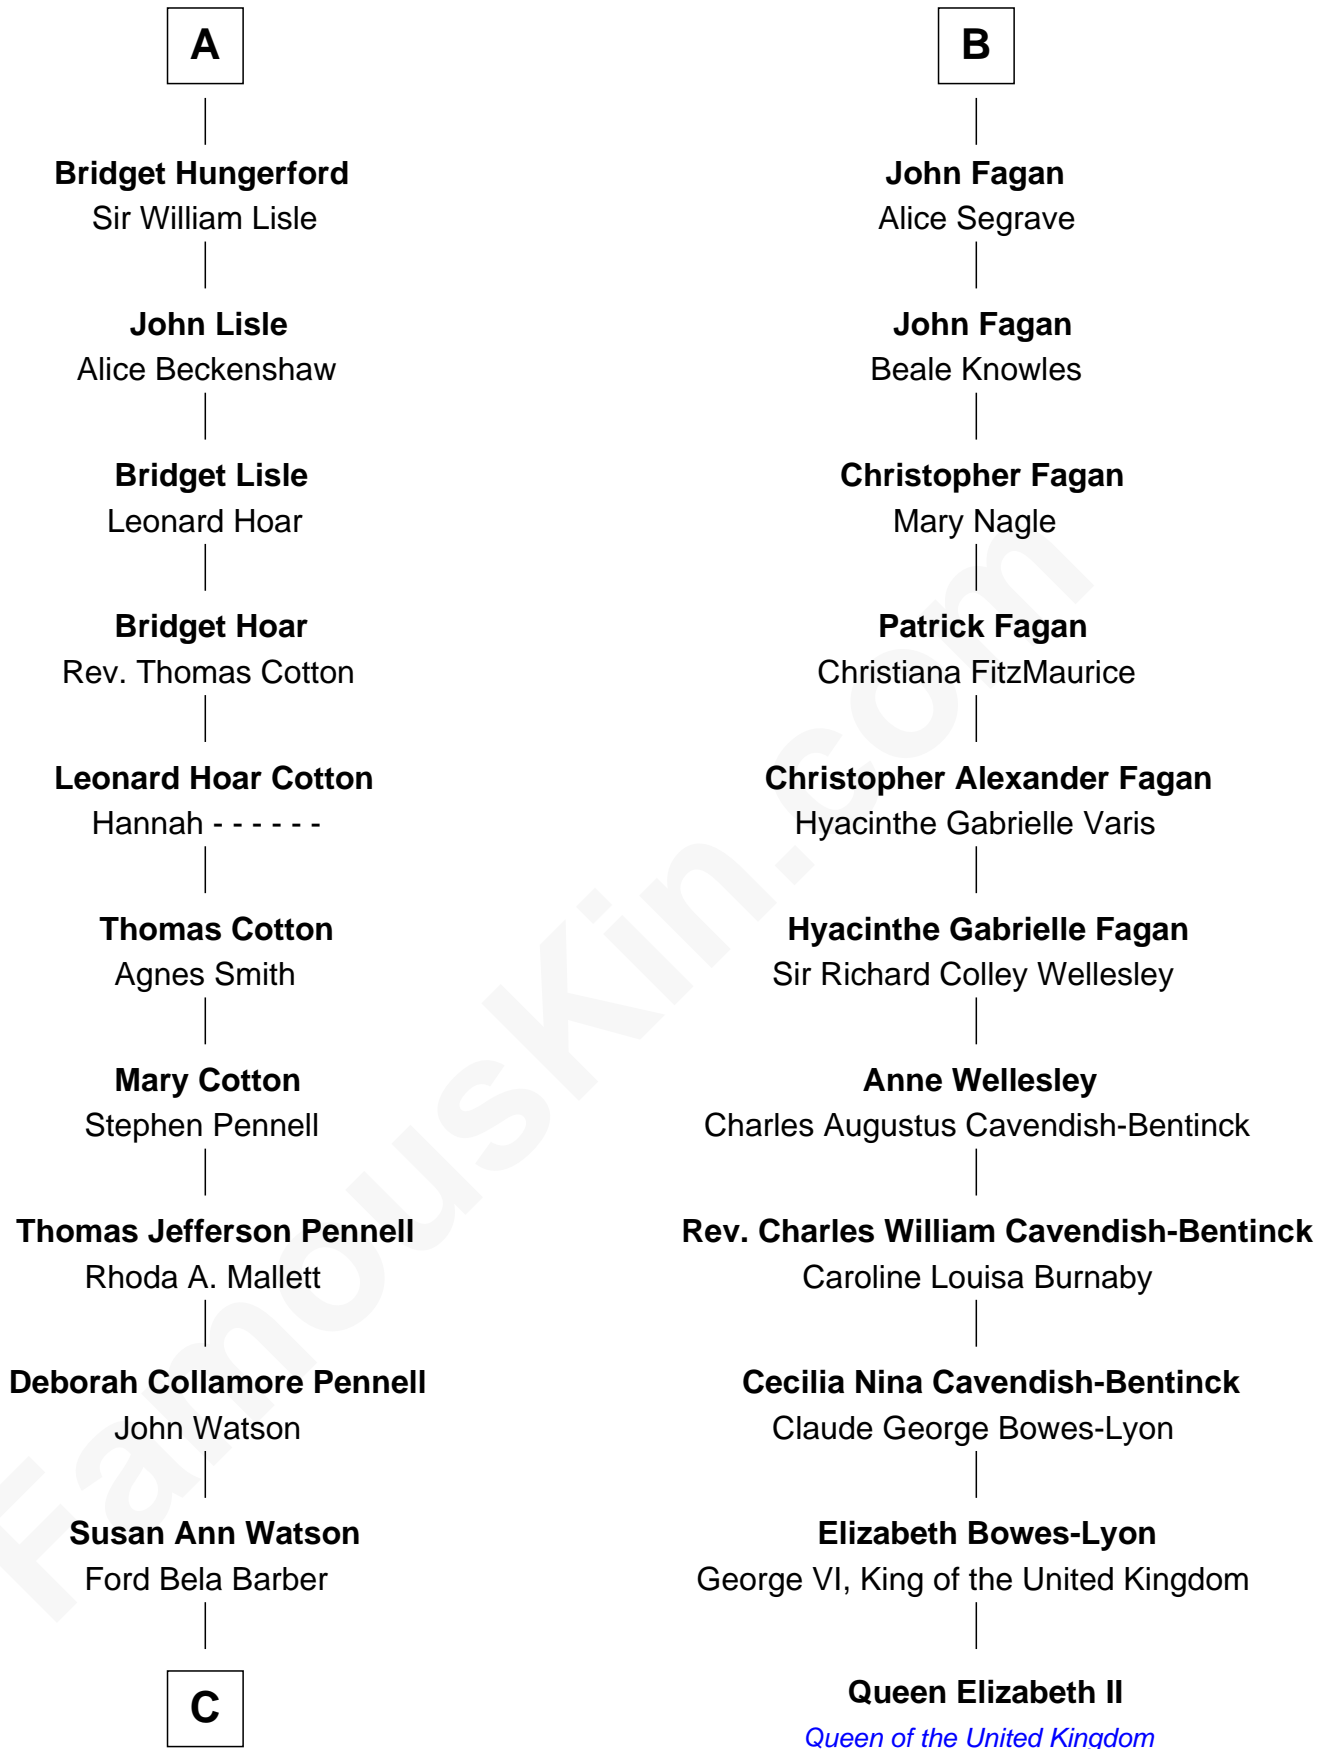 A
Bridget Hungerford
Sir William Lisle
John Lisle
Alice Beckenshaw
Bridget Lisle
Leonard Hoar
Bridget Hoar
Rev. Thomas Cotton
Leonard Hoar Cotton
Hannah - - - - - -
Thomas Cotton
Agnes Smith
Mary Cotton
Stephen Pennell
Thomas Jefferson Pennell
Rhoda A. Mallett
Deborah Collamore Pennell
John Watson
Susan Ann Watson
Ford Bela Barber
C
B
John Fagan
Alice Segrave
John Fagan
Beale Knowles
Christopher Fagan
Mary Nagle
Patrick Fagan
Christiana FitzMaurice
Christopher Alexander Fagan
Hyacinthe Gabrielle Varis
Hyacinthe Gabrielle Fagan
Sir Richard Colley Wellesley
Anne Wellesley
Charles Augustus Cavendish-Bentinck
Rev. Charles William Cavendish-Bentinck
Caroline Louisa Burnaby
Cecilia Nina Cavendish-Bentinck
Claude George Bowes-Lyon
Elizabeth Bowes-Lyon
George VI, King of the United Kingdom
Queen Elizabeth II
Queen of the United Kingdom
FamousKin.com